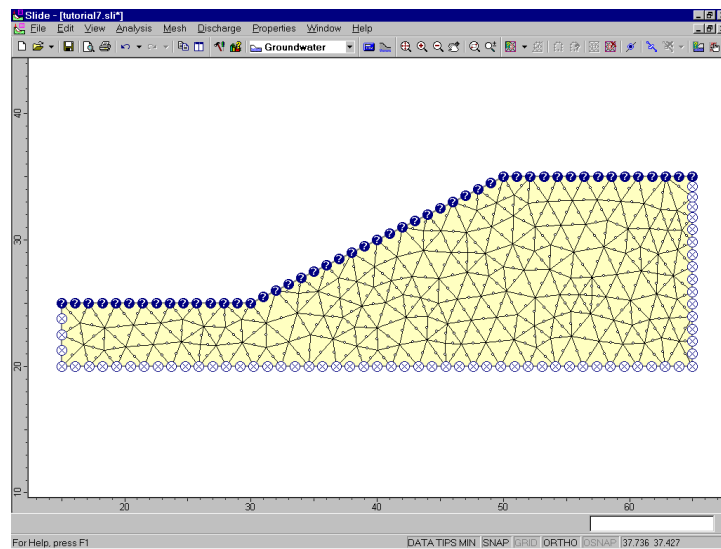 Slide - [tutorial7.sli*]
File Edit View Analysis Mesh Discharge Properties Window Help
Groundwater
40
30
20
10
20 30 40 50 60
For Help, press F1 DATA TIPS MIN SNAP GRID ORTHO OSNAP 37.736 37.427